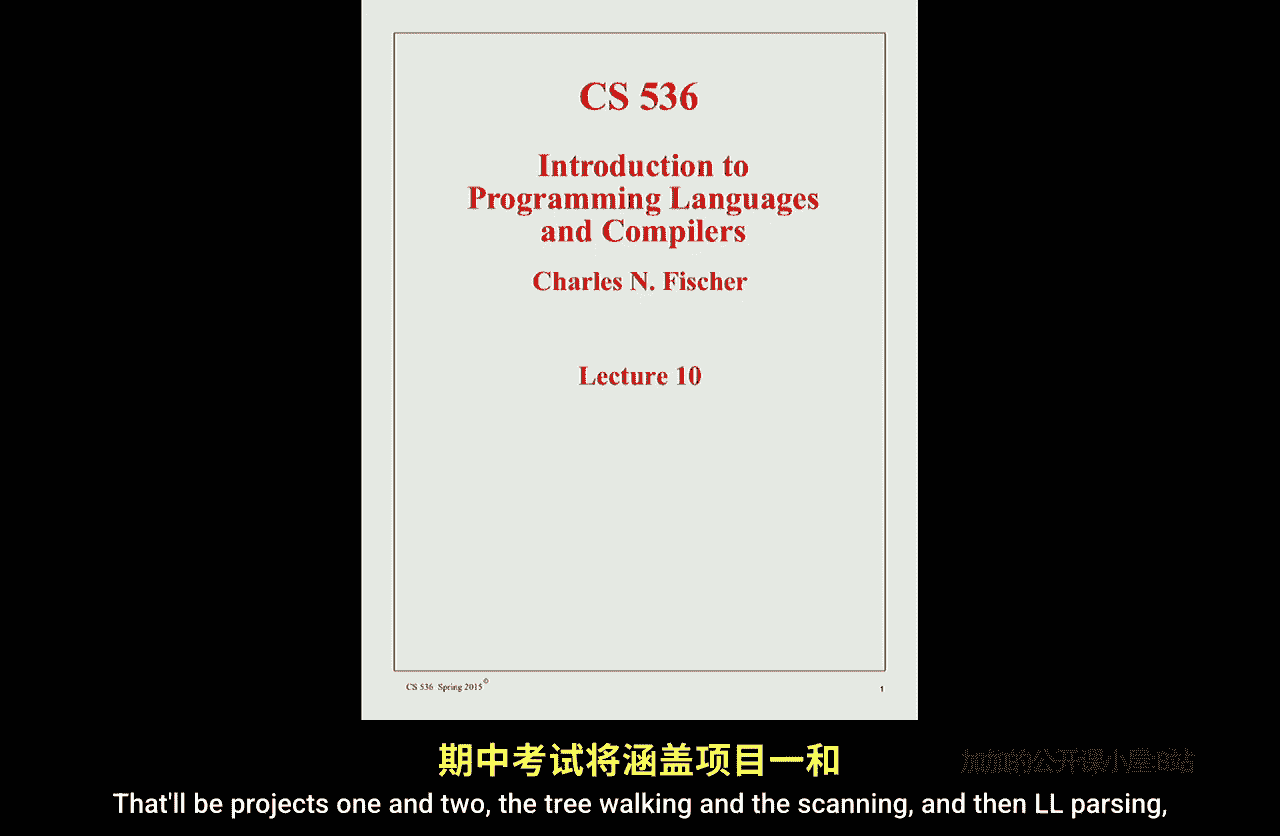 CS 536
Introduction to
Programming Languages
and Compilers
Charles N. Fischer
Lecture 10
CS 536 Spring 2015©
1
期中考试将涵盖项目一和
加加的公开课小屋:B站
That'll be projects one and two, the tree walking and the scanning, and then LL parsing,